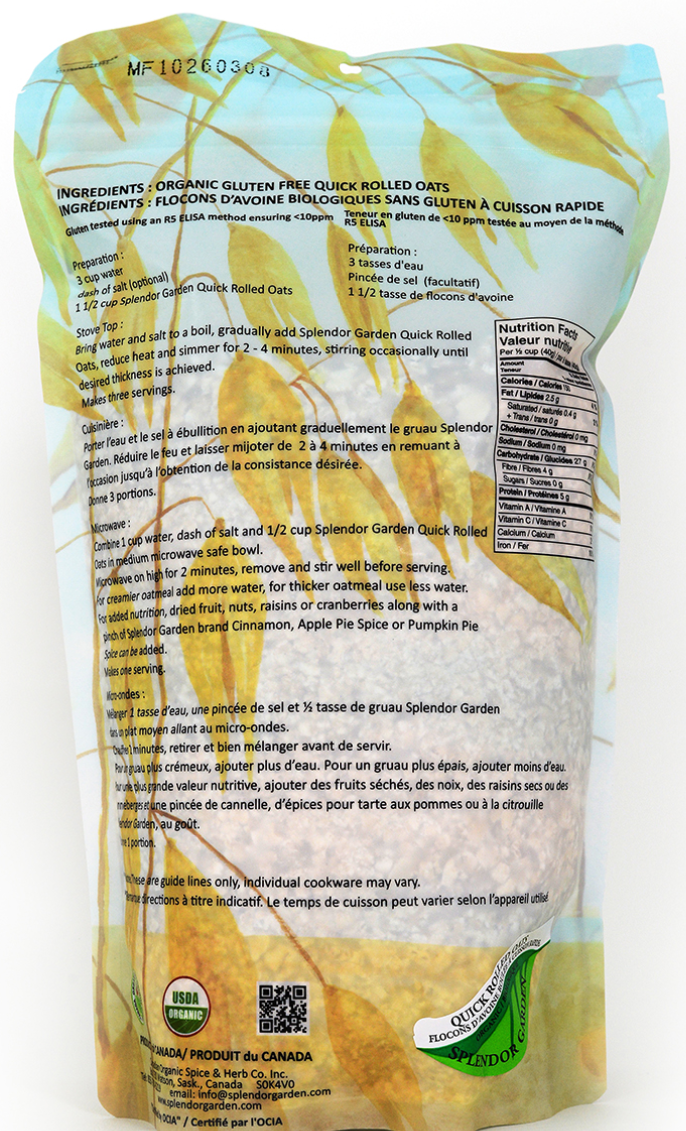 MF10260308
INGREDIENTS : ORGANIC GLUTEN FREE QUICK ROLLED OATS
INGRÉDIENTS : FLOCONS D'AVOINE BIOLOGIQUES SANS GLUTEN À CUISSON RAPIDE
Gluten tested using an R5 ELISA method ensuring <10ppm
Teneur en gluten de <10 ppm testée au moyen de la méthode
R5 ELISA
Preparation :
3 cup water
dash of salt (optional)
1 1/2 cup Splendor Garden Quick Rolled Oats
Préparation :
3 tasses d'eau
Pincée de sel (facultatif)
1 1/2 tasse de flocons d'avoine
Stove Top :
Bring water and salt to a boil, gradually add Splendor Garden Quick Rolled
Oats, reduce heat and simmer for 2 - 4 minutes, stirring occasionally until
desired thickness is achieved.
Makes three servings.
Cuisinière :
Porter l'eau et le sel à ébullition en ajoutant graduellement le gruau Splendor
Garden. Réduire le feu et laisser mijoter de 2 à 4 minutes en remuant à
l'occasion jusqu'à l'obtention de la consistance désirée.
Donne 3 portions.
Microwave :
Combine 1 cup water, dash of salt and 1/2 cup Splendor Garden Quick Rolled
Oats in medium microwave safe bowl.
Microwave on high for 2 minutes, remove and stir well before serving.
For creamier oatmeal add more water, for thicker oatmeal use less water.
For added nutrition, dried fruit, nuts, raisins or cranberries along with a
pinch of Splendor Garden brand Cinnamon, Apple Pie Spice or Pumpkin Pie
Spice can be added.
Makes one serving.
Micro-ondes :
Mélanger 1 tasse d'eau, une pincée de sel et ½ tasse de gruau Splendor Garden
dans un plat moyen allant au micro-ondes.
minutes, retirer et bien mélanger avant de servir.
Pour un gruau plus crémeux, ajouter plus d'eau. Pour un gruau plus épais, ajouter moins d'eau.
plus grande valeur nutritive, ajouter des fruits séchés, des noix, des raisins secs ou des
et une pincée de cannelle, d'épices pour tarte aux pommes ou à la citrouille
Garden, au goût.
1 portion.
These are guide lines only, individual cookware may vary.
directions à titre indicatif. Le temps de cuisson peut varier selon l'appareil utilisé.
Nutrition Facts
Valeur nutritive
Per ½ cup (40g)
Amount
Teneur
Calories / Calories
Fat / Lipides 2.5 g
Saturated / saturés 0.4 g
+ Trans / trans 0 g
Cholesterol / Cholestérol 0 mg
Sodium / Sodium 0 mg
Carbohydrate / Glucides 27 g
Fibre / Fibres 4 g
Sugars / Sucres 0 g
Protein / Protéines 5 g
Vitamin A / Vitamine A
Vitamin C / Vitamine C
Calcium / Calcium
Iron / Fer
USDA
ORGANIC
QUICK ROLLED OATS
FLOCONS D'AVOINE
SPLENDOR GARDEN
CANADA/ PRODUIT du CANADA
Organic Spice & Herb Co. Inc.
Sask., Canada S0K4V0
email: info@splendorgarden.com
www.splendorgarden.com
OCIA" / Certifié par l'OCIA